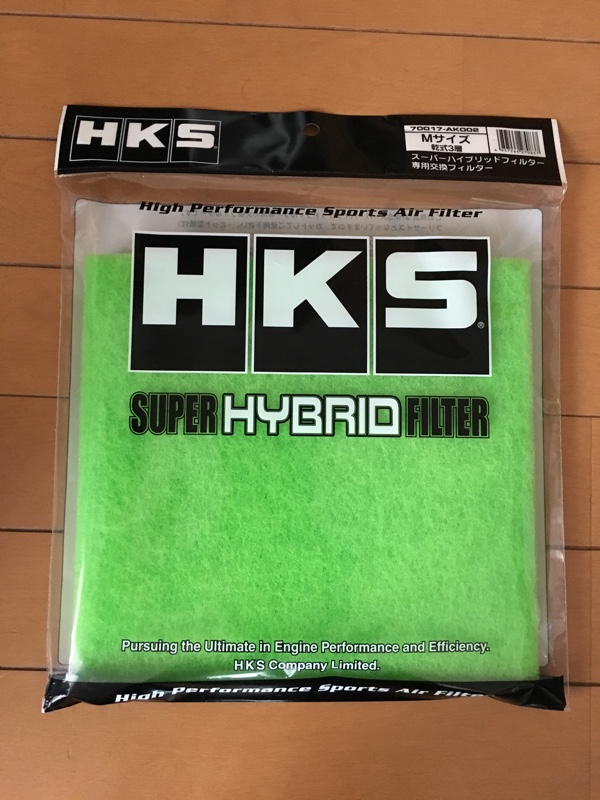 HKS
70017-AK002
Mサイズ
乾式3層
スーパーハイブリッドフィルター
専用交換フィルター
High Performance Sports Air Filter
HKS®
SUPER HYBRID FILTER
Pursuing the Ultimate in Engine Performance and Efficiency.
HKS Company Limited.
High Performance Sports Air Filter